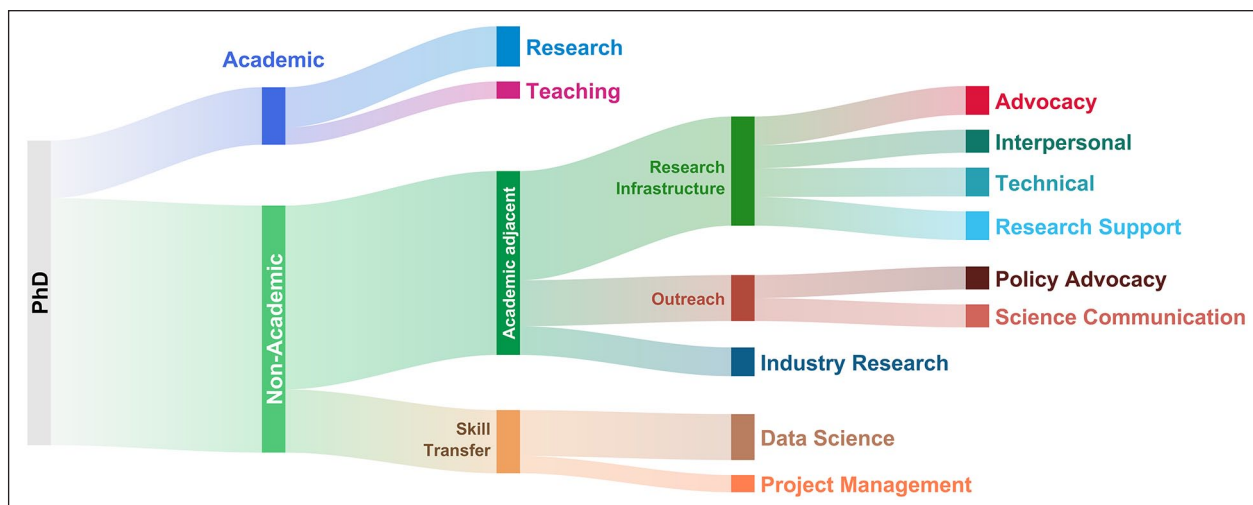 PhD
Academic
Non-Academic
Research
Teaching
Academic adjacent
Skill
Transfer
Research
Infrastructure
Outreach
Industry Research
Data Science
Project Management
Advocacy
Interpersonal
Technical
Research Support
Policy Advocacy
Science Communication